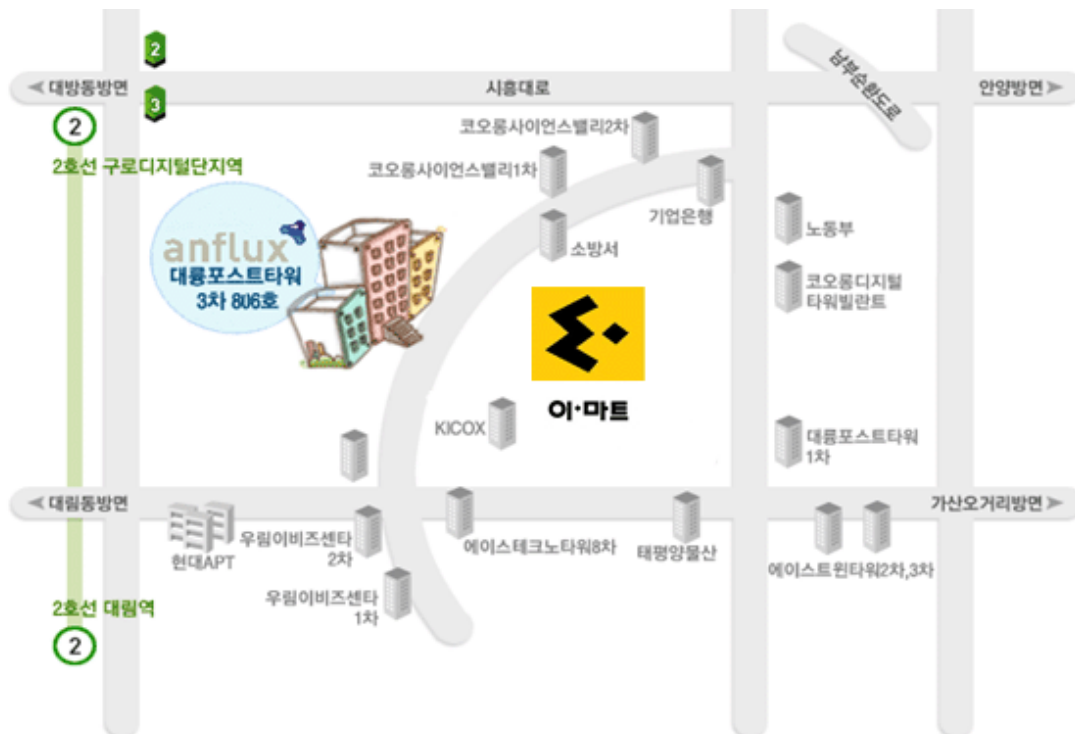 2
3
대방동방면
시흥대로
남부순환도로
안양방면
2
2호선 구로디지털단지역
코오롱사이언스밸리2차
코오롱사이언스밸리1차
기업은행
노동부
anflux
대륭포스트타워
3차 806호
소방서
코오롱디지털
타워빌란트
이·마트
KICOX
대륭포스트타워
1차
대림동방면
가산오거리방면
현대APT
우림이비즈센타
2차
에이스테크노타워8차
태평양물산
에이스트윈타워2차,3차
우림이비즈센타
1차
2호선 대림역
2